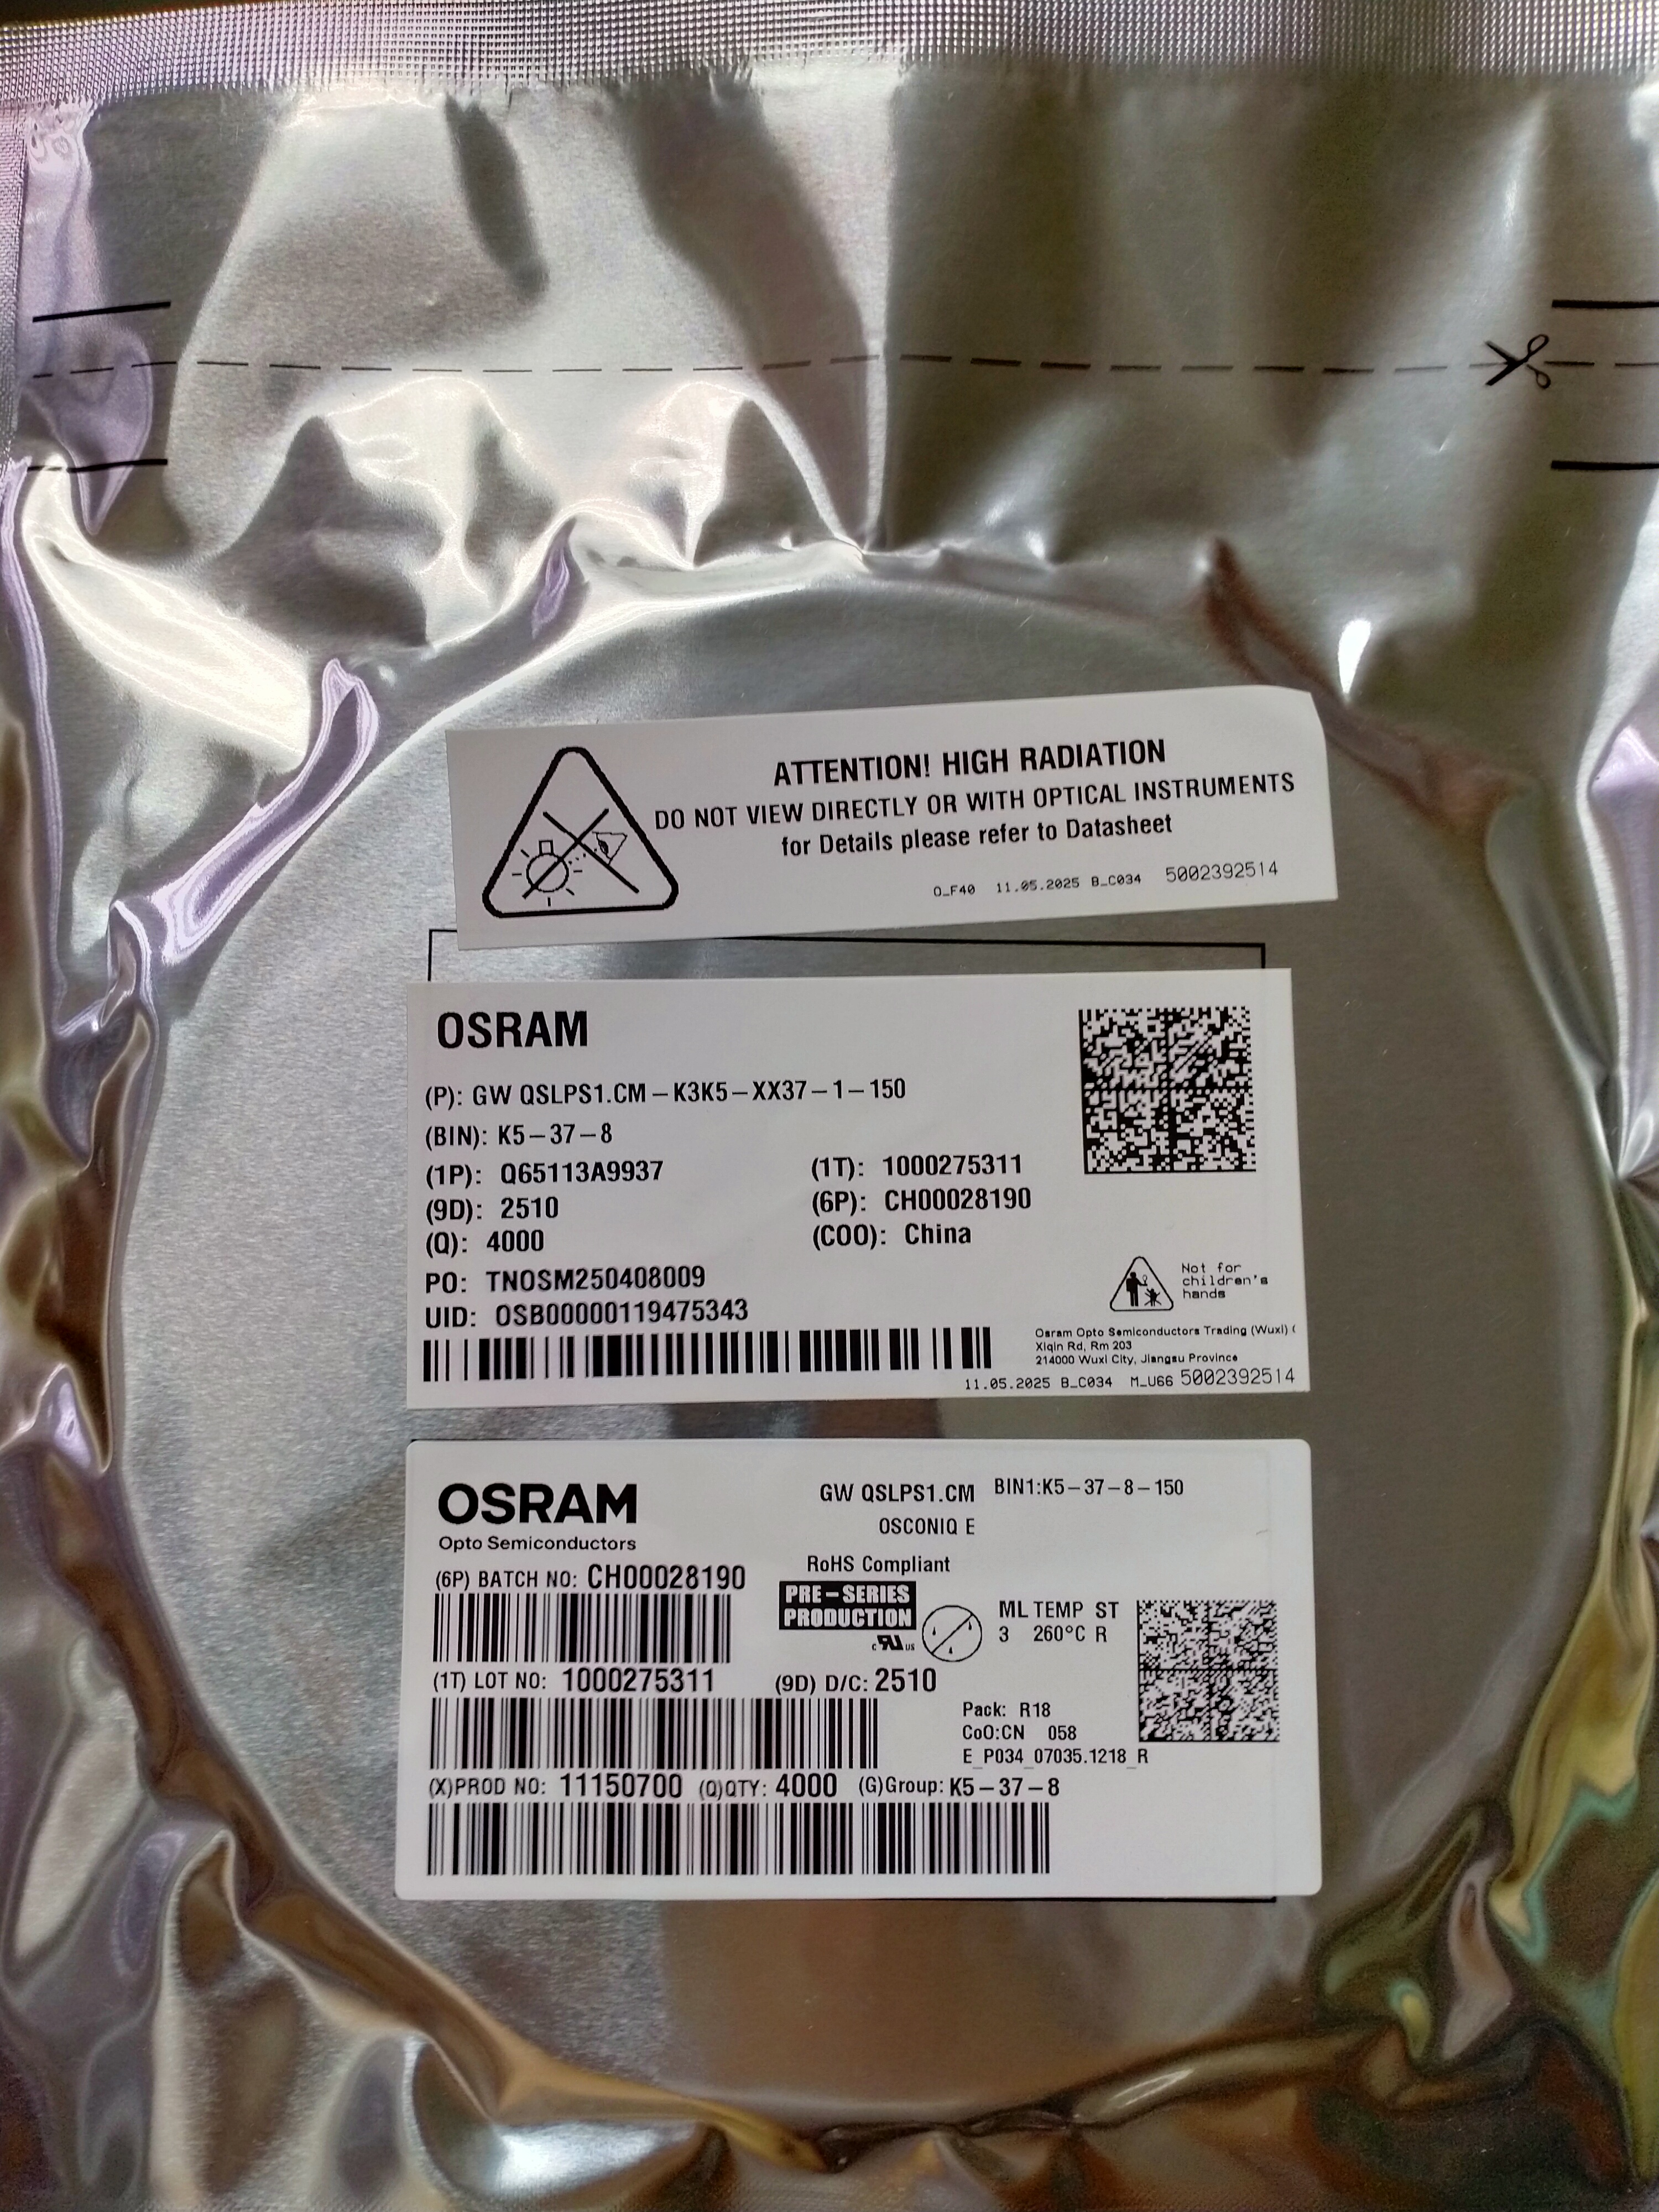 ATTENTION! HIGH RADIATION
DO NOT VIEW DIRECTLY OR WITH OPTICAL INSTRUMENTS
for Details please refer to Datasheet
O_F40 11.05.2025 B_C034 5002392514
OSRAM
(P): GW QSLPS1.CM-K3K5-XX37-1-150
(BIN): K5-37-8
(1P): Q65113A9937 (1T): 1000275311
(9D): 2510 (6P): CH00028190
(Q): 4000 (COO): China
PO: TNOSM250408009
UID: OSB00000119475343
Not for
children's
hands
Osram Opto Semiconductors Trading (Wuxi) (
Xiqin Rd, Rm 203
214000 Wuxi City, Jiangsu Province
11.05.2025 B_C034 M_U66 5002392514
OSRAM
Opto Semiconductors
GW QSLPS1.CM BIN1:K5-37-8-150
OSCONIQ E
RoHS Compliant
(6P) BATCH NO: CH00028190
PRE-SERIES
PRODUCTION
c RU us
ML TEMP ST
3 260°C R
(1T) LOT NO: 1000275311 (9D) D/C: 2510
Pack: R18
CoO:CN 058
E_P034_07035.1218_R
(X)PROD NO: 11150700 (Q)QTY: 4000 (G)Group: K5-37-8